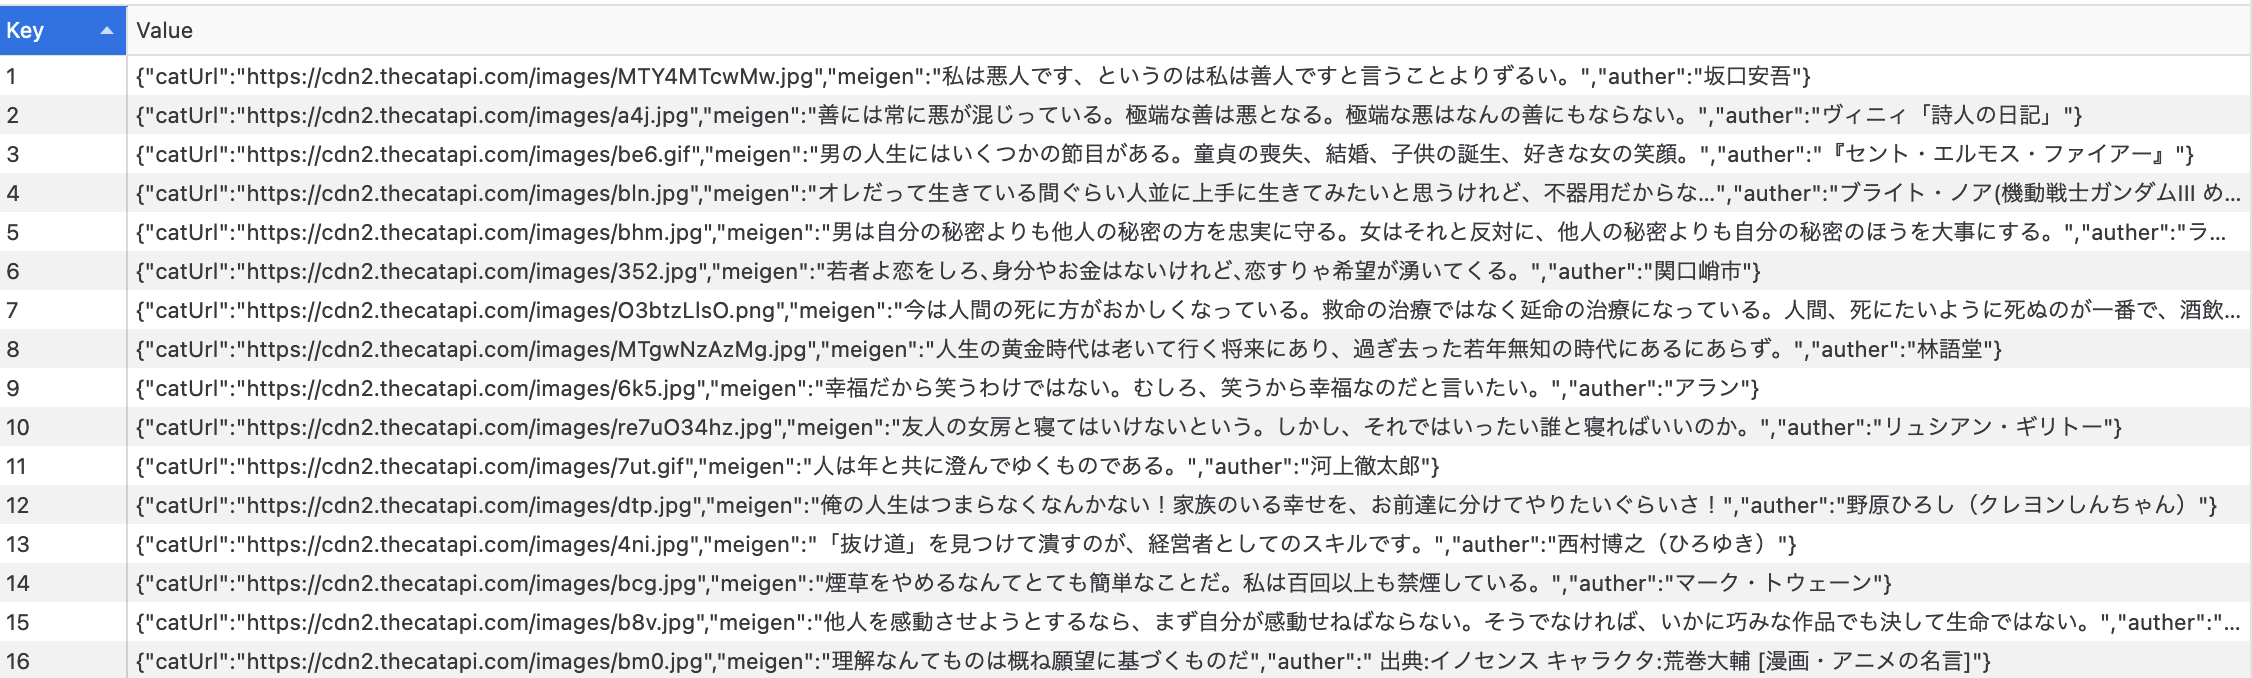 Key Value
1 {"catUrl":"https://cdn2.thecatapi.com/images/MTY4MTcwMw.jpg","meigen":"私は悪人です、というのは私は善人ですと言うことよりずるい。","auther":"坂口安吾"}
2 {"catUrl":"https://cdn2.thecatapi.com/images/a4j.jpg","meigen":"善には常に悪が混じっている。極端な善は悪となる。極端な悪はなんの善にもならない。","auther":"ヴィニィ「詩人の日記」"}
3 {"catUrl":"https://cdn2.thecatapi.com/images/be6.gif","meigen":"男の人生にはいくつかの節目がある。童貞の喪失、結婚、子供の誕生、好きな女の笑顔。","auther":"『セント・エルモス・ファイアー』"}
4 {"catUrl":"https://cdn2.thecatapi.com/images/bln.jpg","meigen":"オレだって生きている間ぐらい人並に上手に生きてみたいと思うけれど、不器用だからな…","auther":"ブライト・ノア(機動戦士ガンダムIII め...
5 {"catUrl":"https://cdn2.thecatapi.com/images/bhm.jpg","meigen":"男は自分の秘密よりも他人の秘密の方を忠実に守る。女はそれと反対に、他人の秘密よりも自分の秘密のほうを大事にする。","auther":"ラ...
6 {"catUrl":"https://cdn2.thecatapi.com/images/352.jpg","meigen":"若者よ恋をしろ､身分やお金はないけれど､恋すりゃ希望が湧いてくる。","auther":"関口峭市"}
7 {"catUrl":"https://cdn2.thecatapi.com/images/O3btzLlsO.png","meigen":"今は人間の死に方がおかしくなっている。救命の治療ではなく延命の治療になっている。人間、死にたいように死ぬのが一番で、酒飲...
8 {"catUrl":"https://cdn2.thecatapi.com/images/MTgwNzAzMg.jpg","meigen":"人生の黄金時代は老いて行く将来にあり、過ぎ去った若年無知の時代にあるにあらず。","auther":"林語堂"}
9 {"catUrl":"https://cdn2.thecatapi.com/images/6k5.jpg","meigen":"幸福だから笑うわけではない。むしろ、笑うから幸福なのだと言いたい。","auther":"アラン"}
10 {"catUrl":"https://cdn2.thecatapi.com/images/re7uO34hz.jpg","meigen":"友人の女房と寝てはいけないという。しかし、それではいったい誰と寝ればいいのか。","auther":"リュシアン・ギリトー"}
11 {"catUrl":"https://cdn2.thecatapi.com/images/7ut.gif","meigen":"人は年と共に澄んでゆくものである。","auther":"河上徹太郎"}
12 {"catUrl":"https://cdn2.thecatapi.com/images/dtp.jpg","meigen":"俺の人生はつまらなくなんかない！家族のいる幸せを、お前達に分けてやりたいぐらいさ！","auther":"野原ひろし（クレヨンしんちゃん）"}
13 {"catUrl":"https://cdn2.thecatapi.com/images/4ni.jpg","meigen":"「抜け道」を見つけて潰すのが、経営者としてのスキルです。","auther":"西村博之（ひろゆき）"}
14 {"catUrl":"https://cdn2.thecatapi.com/images/bcg.jpg","meigen":"煙草をやめるなんてとても簡単なことだ。私は百回以上も禁煙している。","auther":"マーク・トウェーン"}
15 {"catUrl":"https://cdn2.thecatapi.com/images/b8v.jpg","meigen":"他人を感動させようとするなら、まず自分が感動せねばならない。そうでなければ、いかに巧みな作品でも決して生命ではない。","auther":"...
16 {"catUrl":"https://cdn2.thecatapi.com/images/bm0.jpg","meigen":"理解なんてものは概ね願望に基づくものだ","auther":" 出典:イノセンス キャラクタ:荒巻大輔 [漫画・アニメの名言]"}